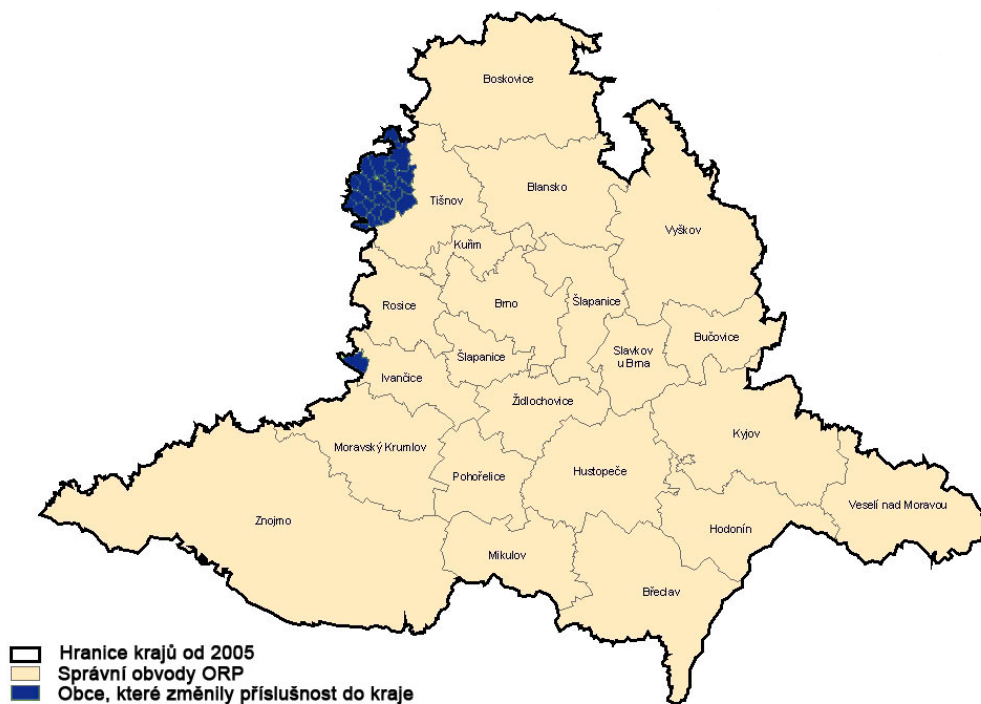 Boskovice
Blansko
Tišnov
Vyškov
Kuřim
Rosice
Brno
Šlapanice
Bučovice
Slavkov
u Brna
Šlapanice
Ivančice
Židlochovice
Kyjov
Moravský Krumlov
Pohořelice
Hustopeče
Veselí nad Moravou
Znojmo
Hodonín
Mikulov
Břeclav
Hranice krajů od 2005
Správní obvody ORP
Obce, které změnily příslušnost do kraje